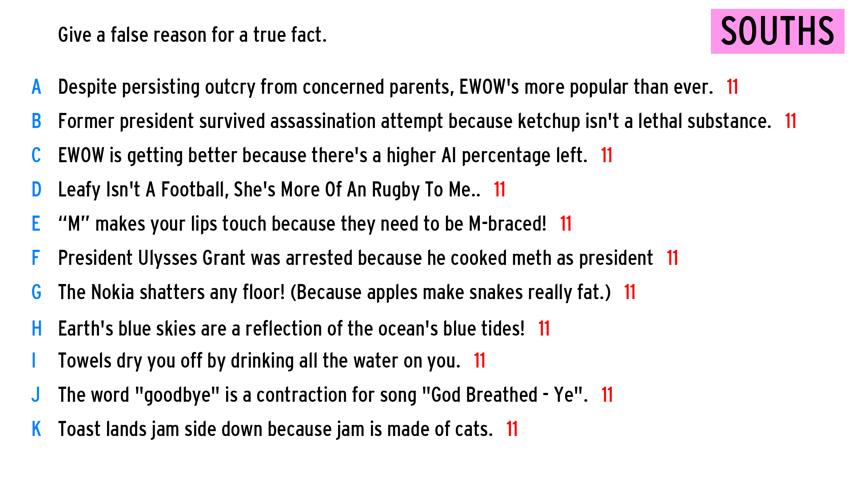 Give a false reason for a true fact.
SOUTHS
A Despite persisting outcry from concerned parents, EWOW's more popular than ever. 11
B Former president survived assassination attempt because ketchup isn't a lethal substance. 11
C EWOW is getting better because there's a higher AI percentage left. 11
D Leafy Isn't A Football, She's More Of An Rugby To Me.. 11
E “M” makes your lips touch because they need to be M-braced! 11
F President Ulysses Grant was arrested because he cooked meth as president 11
G The Nokia shatters any floor! (Because apples make snakes really fat.) 11
H Earth's blue skies are a reflection of the ocean's blue tides! 11
I Towels dry you off by drinking all the water on you. 11
J The word "goodbye" is a contraction for song "God Breathed - Ye". 11
K Toast lands jam side down because jam is made of cats. 11